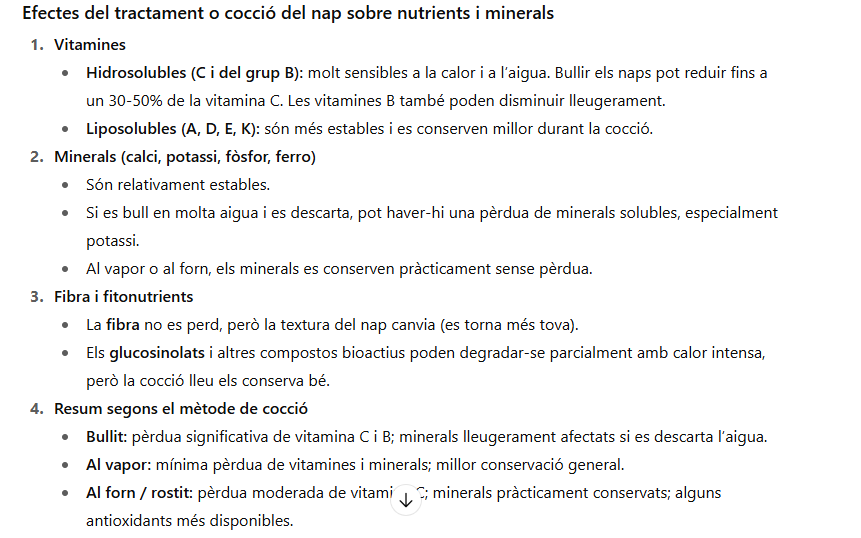 Efectes del tractament o cocció del nap sobre nutrients i minerals
1. Vitamines
• Hidrosolubles (C i del grup B): molt sensibles a la calor i a l’aigua. Bullir els naps pot reduir fins a
un 30-50% de la vitamina C. Les vitamines B també poden disminuir lleugerament.
• Liposolubles (A, D, E, K): són més estables i es conserven millor durant la cocció.
2. Minerals (calci, potassi, fòsfor, ferro)
• Són relativament estables.
• Si es bull en molta aigua i es descarta, pot haver-hi una pèrdua de minerals solubles, especialment
potassi.
• Al vapor o al forn, els minerals es conserven pràcticament sense pèrdua.
3. Fibra i fitonutrients
• La fibra no es perd, però la textura del nap canvia (es torna més tova).
• Els glucosinolats i altres compostos bioactius poden degradar-se parcialment amb calor intensa,
però la cocció lleu els conserva bé.
4. Resum segons el mètode de cocció
• Bullit: pèrdua significativa de vitamina C i B; minerals lleugerament afectats si es descarta l’aigua.
• Al vapor: mínima pèrdua de vitamines i minerals; millor conservació general.
• Al forn / rostit: pèrdua moderada de vitamina C; minerals pràcticament conservats; alguns
antioxidants més disponibles.